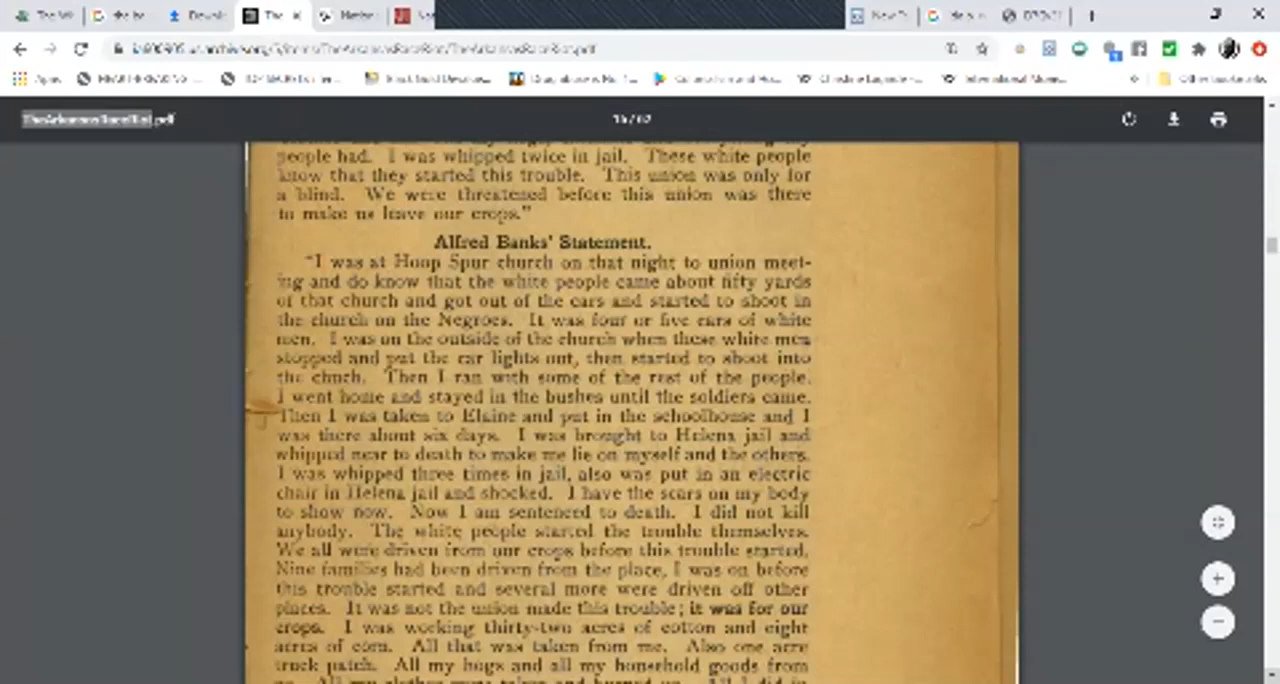 Apps
Other bookmarks
TheArkansasRaceRiot.pdf
people had. I was whipped twice in jail. These white people
know that they started this trouble. This union was only for
a blind. We were threatened before this union was there
to make us leave our crops."
Alfred Banks' Statement.
"I was at Hoop Spur church on that night to union meet-
ing and do know that the white people came about fifty yards
of that church and got out of the cars and started to shoot in
the church on the Negroes. It was four or five cars of white
men. I was on the outside of the church when these white men
stopped and put the car lights out, then started to shoot into
the chuch. Then I ran with some of the rest of the people.
I went home and stayed in the bushes until the soldiers came.
Then I was taken to Elaine and put in the schoolhouse and I
was there about six days. I was brought to Helena jail and
whipped near to death to make me lie on myself and the others.
I was whipped three times in jail, also was put in an electric
chair in Helena jail and shocked. I have the scars on my body
to show now. Now I am sentenced to death. I did not kill
anybody. The white people started the trouble themselves.
We all were driven from our crops before this trouble started.
Nine families had been driven from the place, I was on before
this trouble started and several more were driven off other
places. It was not the union made this trouble; it was for our
crops. I was working thirty-two acres of cotton and eight
acres of corn. All that was taken from me. Also one acre
truck patch. All my hogs and all my household goods from